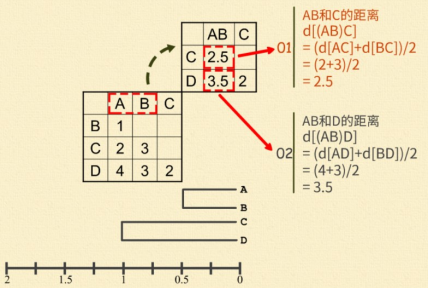 AB C
C 2.5
D 3.5 2
A B C
B 1
C 2 3
D 4 3 2
01
AB和C的距离
d[(AB)C]
= (d[AC]+d[BC])/2
= (2+3)/2
= 2.5
02
AB和D的距离
d[(AB)D]
= (d[AD]+d[BD])/2
= (4+3)/2
= 3.5
A
B
C
D
2 1.5 1 0.5 0